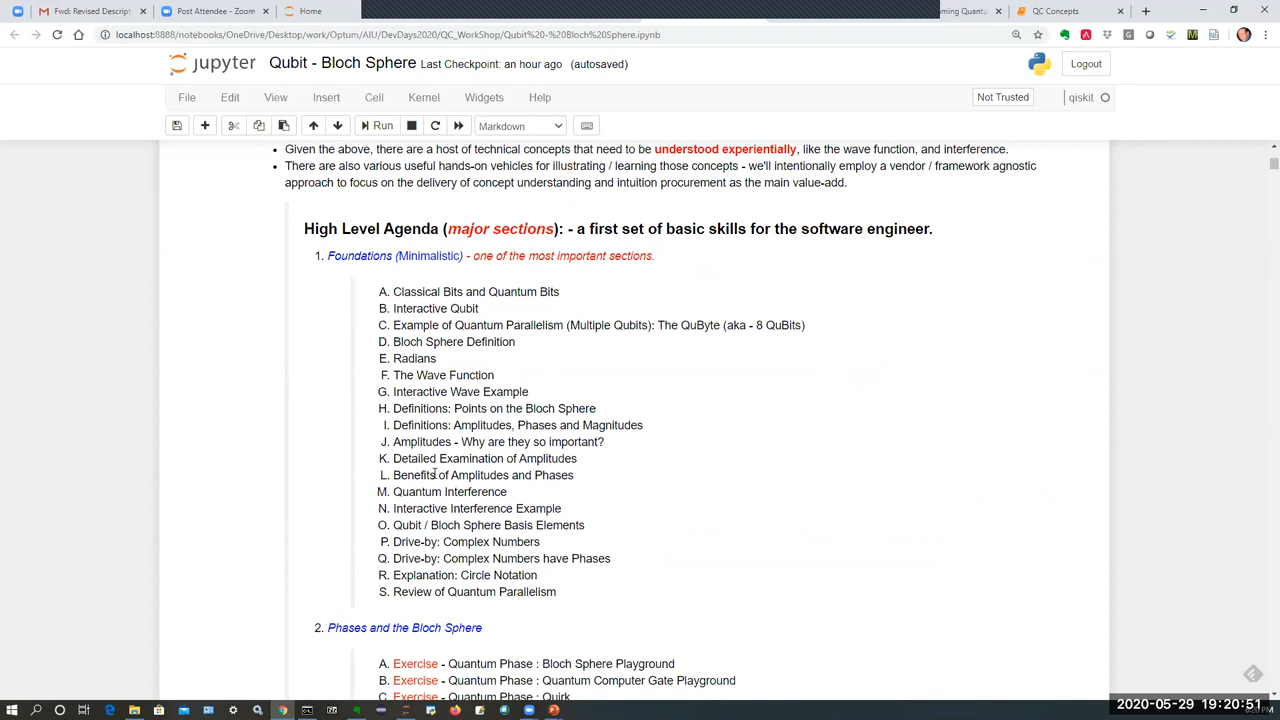 Fwd: Revised Descript
Post Attendee - Zoom
Home
ming Quantu
QC Concepts
localhost:8888/notebooks/OneDrive/Desktop/work/Optum/AIU/DevDays2020/QC_WorkShop/Qubit%20-%20Bloch%20Sphere.ipynb
jupyter Qubit - Bloch Sphere Last Checkpoint: an hour ago (autosaved)
Logout
File Edit View Insert Cell Kernel Widgets Help
Not Trusted
qiskit
Run
Markdown
• Given the above, there are a host of technical concepts that need to be understood experientially, like the wave function, and interference.
• There are also various useful hands-on vehicles for illustrating / learning those concepts - we'll intentionally employ a vendor / framework agnostic
approach to focus on the delivery of concept understanding and intuition procurement as the main value-add.
High Level Agenda (major sections): - a first set of basic skills for the software engineer.
1. Foundations (Minimalistic) - one of the most important sections.
A. Classical Bits and Quantum Bits
B. Interactive Qubit
C. Example of Quantum Parallelism (Multiple Qubits): The QuByte (aka - 8 QuBits)
D. Bloch Sphere Definition
E. Radians
F. The Wave Function
G. Interactive Wave Example
H. Definitions: Points on the Bloch Sphere
I. Definitions: Amplitudes, Phases and Magnitudes
J. Amplitudes - Why are they so important?
K. Detailed Examination of Amplitudes
L. Benefits of Amplitudes and Phases
M. Quantum Interference
N. Interactive Interference Example
O. Qubit / Bloch Sphere Basis Elements
P. Drive-by: Complex Numbers
Q. Drive-by: Complex Numbers have Phases
R. Explanation: Circle Notation
S. Review of Quantum Parallelism
2. Phases and the Bloch Sphere
A. Exercise - Quantum Phase : Bloch Sphere Playground
B. Exercise - Quantum Phase : Quantum Computer Gate Playground
C. Exercise - Quantum Phase : Quirk
2020-05-29 19:20:51